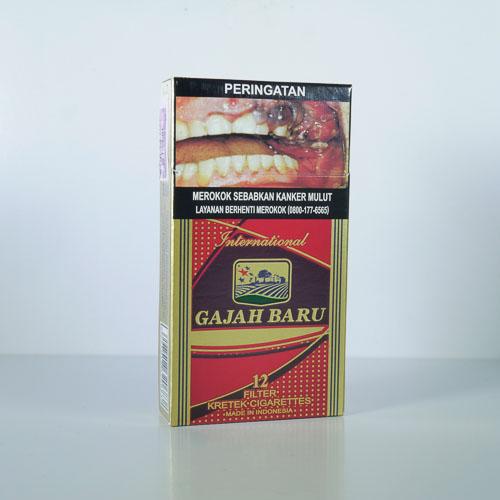 PERINGATAN
MEROKOK SEBABKAN KANKER MULUT
LAYANAN BERHENTI MEROKOK (0800-177-6565)
International
GAJAH BARU
12
FILTER
KRETEK•CIGARETTES
•MADE IN INDONESIA